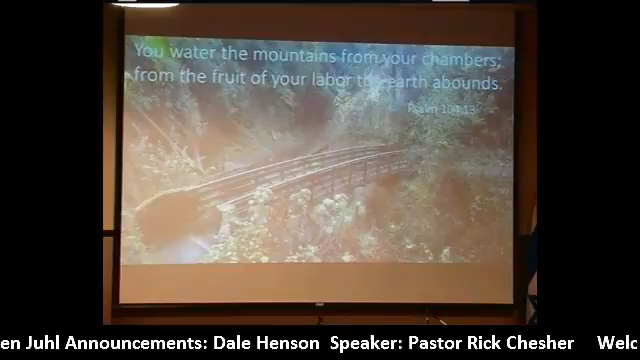 You water the mountains from your chambers;
from the fruit of your labor the earth abounds.
Psalm 104:13
en Juhl Announcements: Dale Henson Speaker: Pastor Rick Chesher Welc